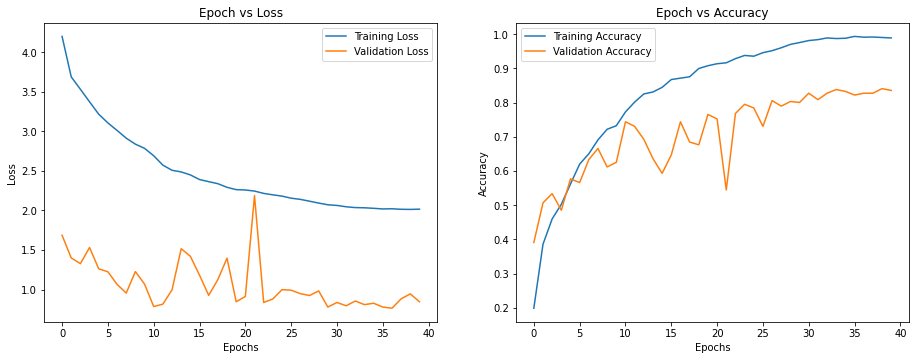 Epoch vs Loss
Training Loss
Validation Loss
4.0
3.5
3.0
2.5
2.0
1.5
1.0
Loss
0 5 10 15 20 25 30 35 40
Epochs
Epoch vs Accuracy
Training Accuracy
Validation Accuracy
1.0
0.9
0.8
0.7
0.6
0.5
0.4
0.3
0.2
Accuracy
0 5 10 15 20 25 30 35 40
Epochs